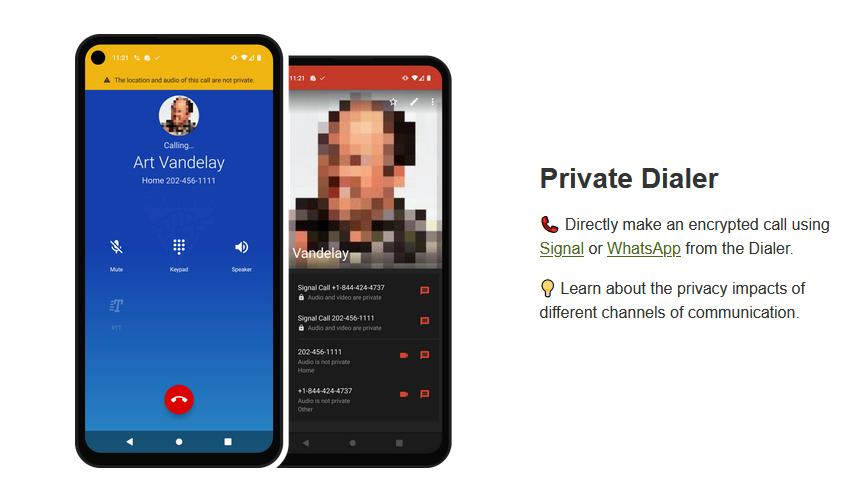 11:21
The location and audio of this call are not private.
Calling...
Art Vandelay
Home 202-456-1111
Mute
Keypad
Speaker
RTT
11:21
Vandelay
Signal Call +1-844-424-4737
Audio and video are private
Signal Call 202-456-1111
Audio and video are private
202-456-1111
Audio is not private
Home
+1-844-424-4737
Audio is not private
Other
Private Dialer
Directly make an encrypted call using
Signal or WhatsApp from the Dialer.
Learn about the privacy impacts of
different channels of communication.